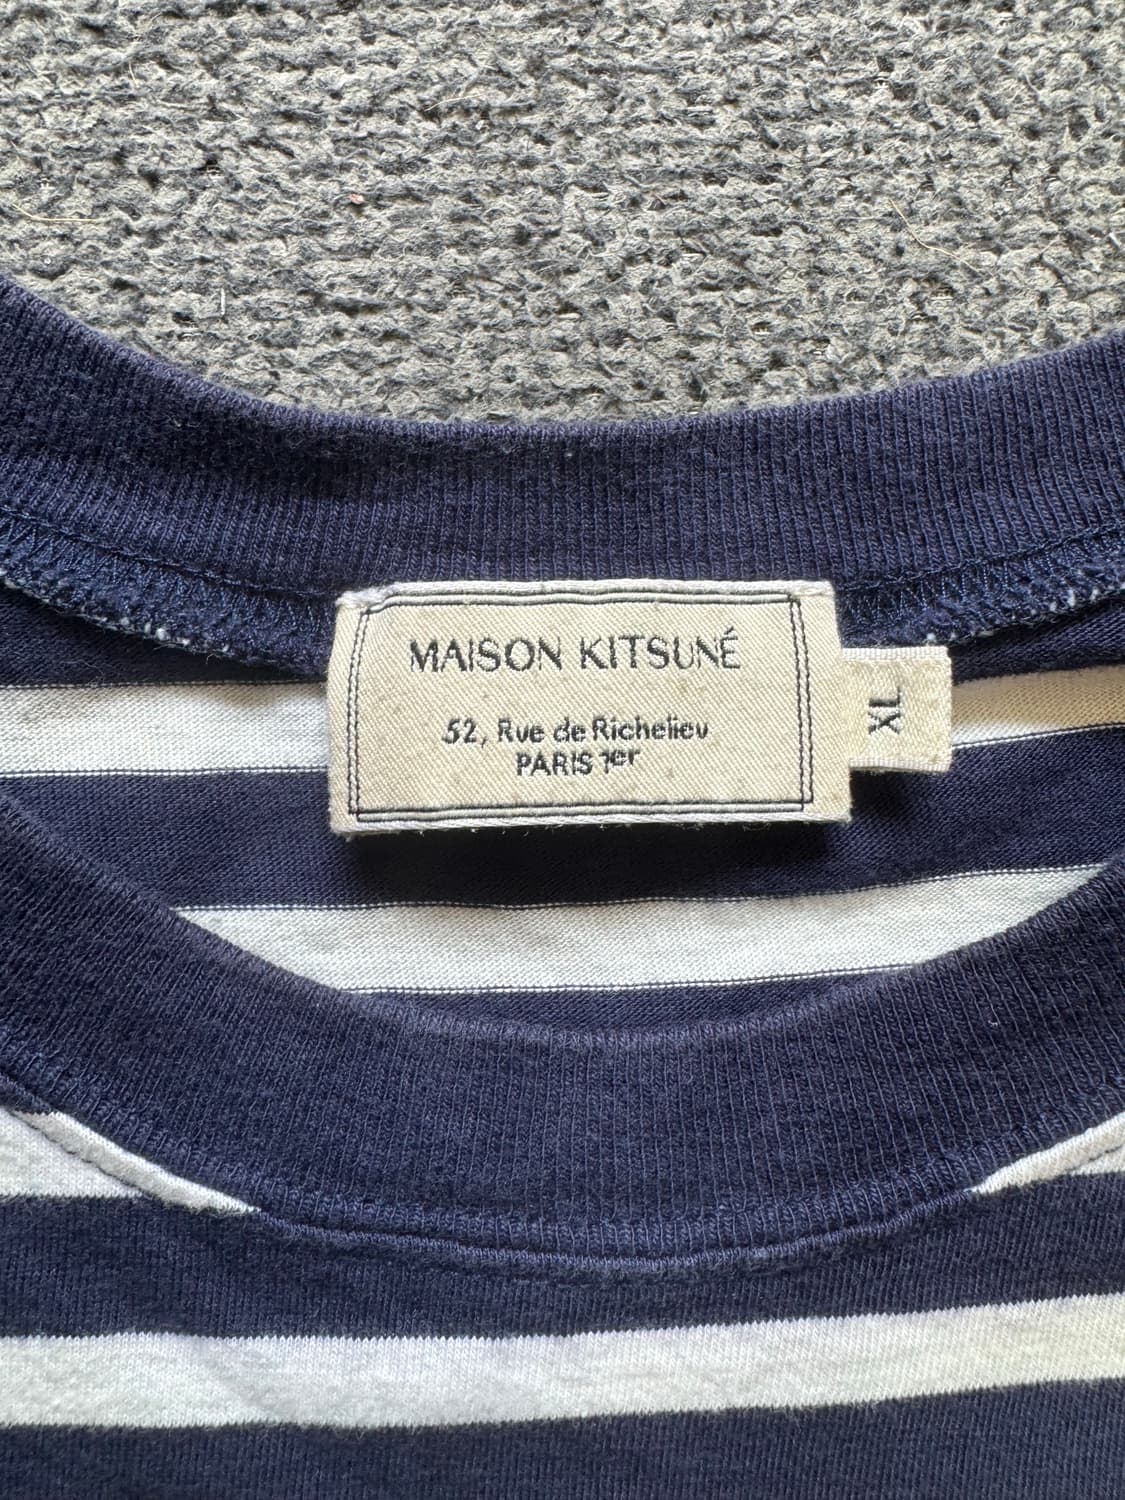 MAISON KITSUNÉ
52, Rue de Richelieu
PARIS 1er
XL